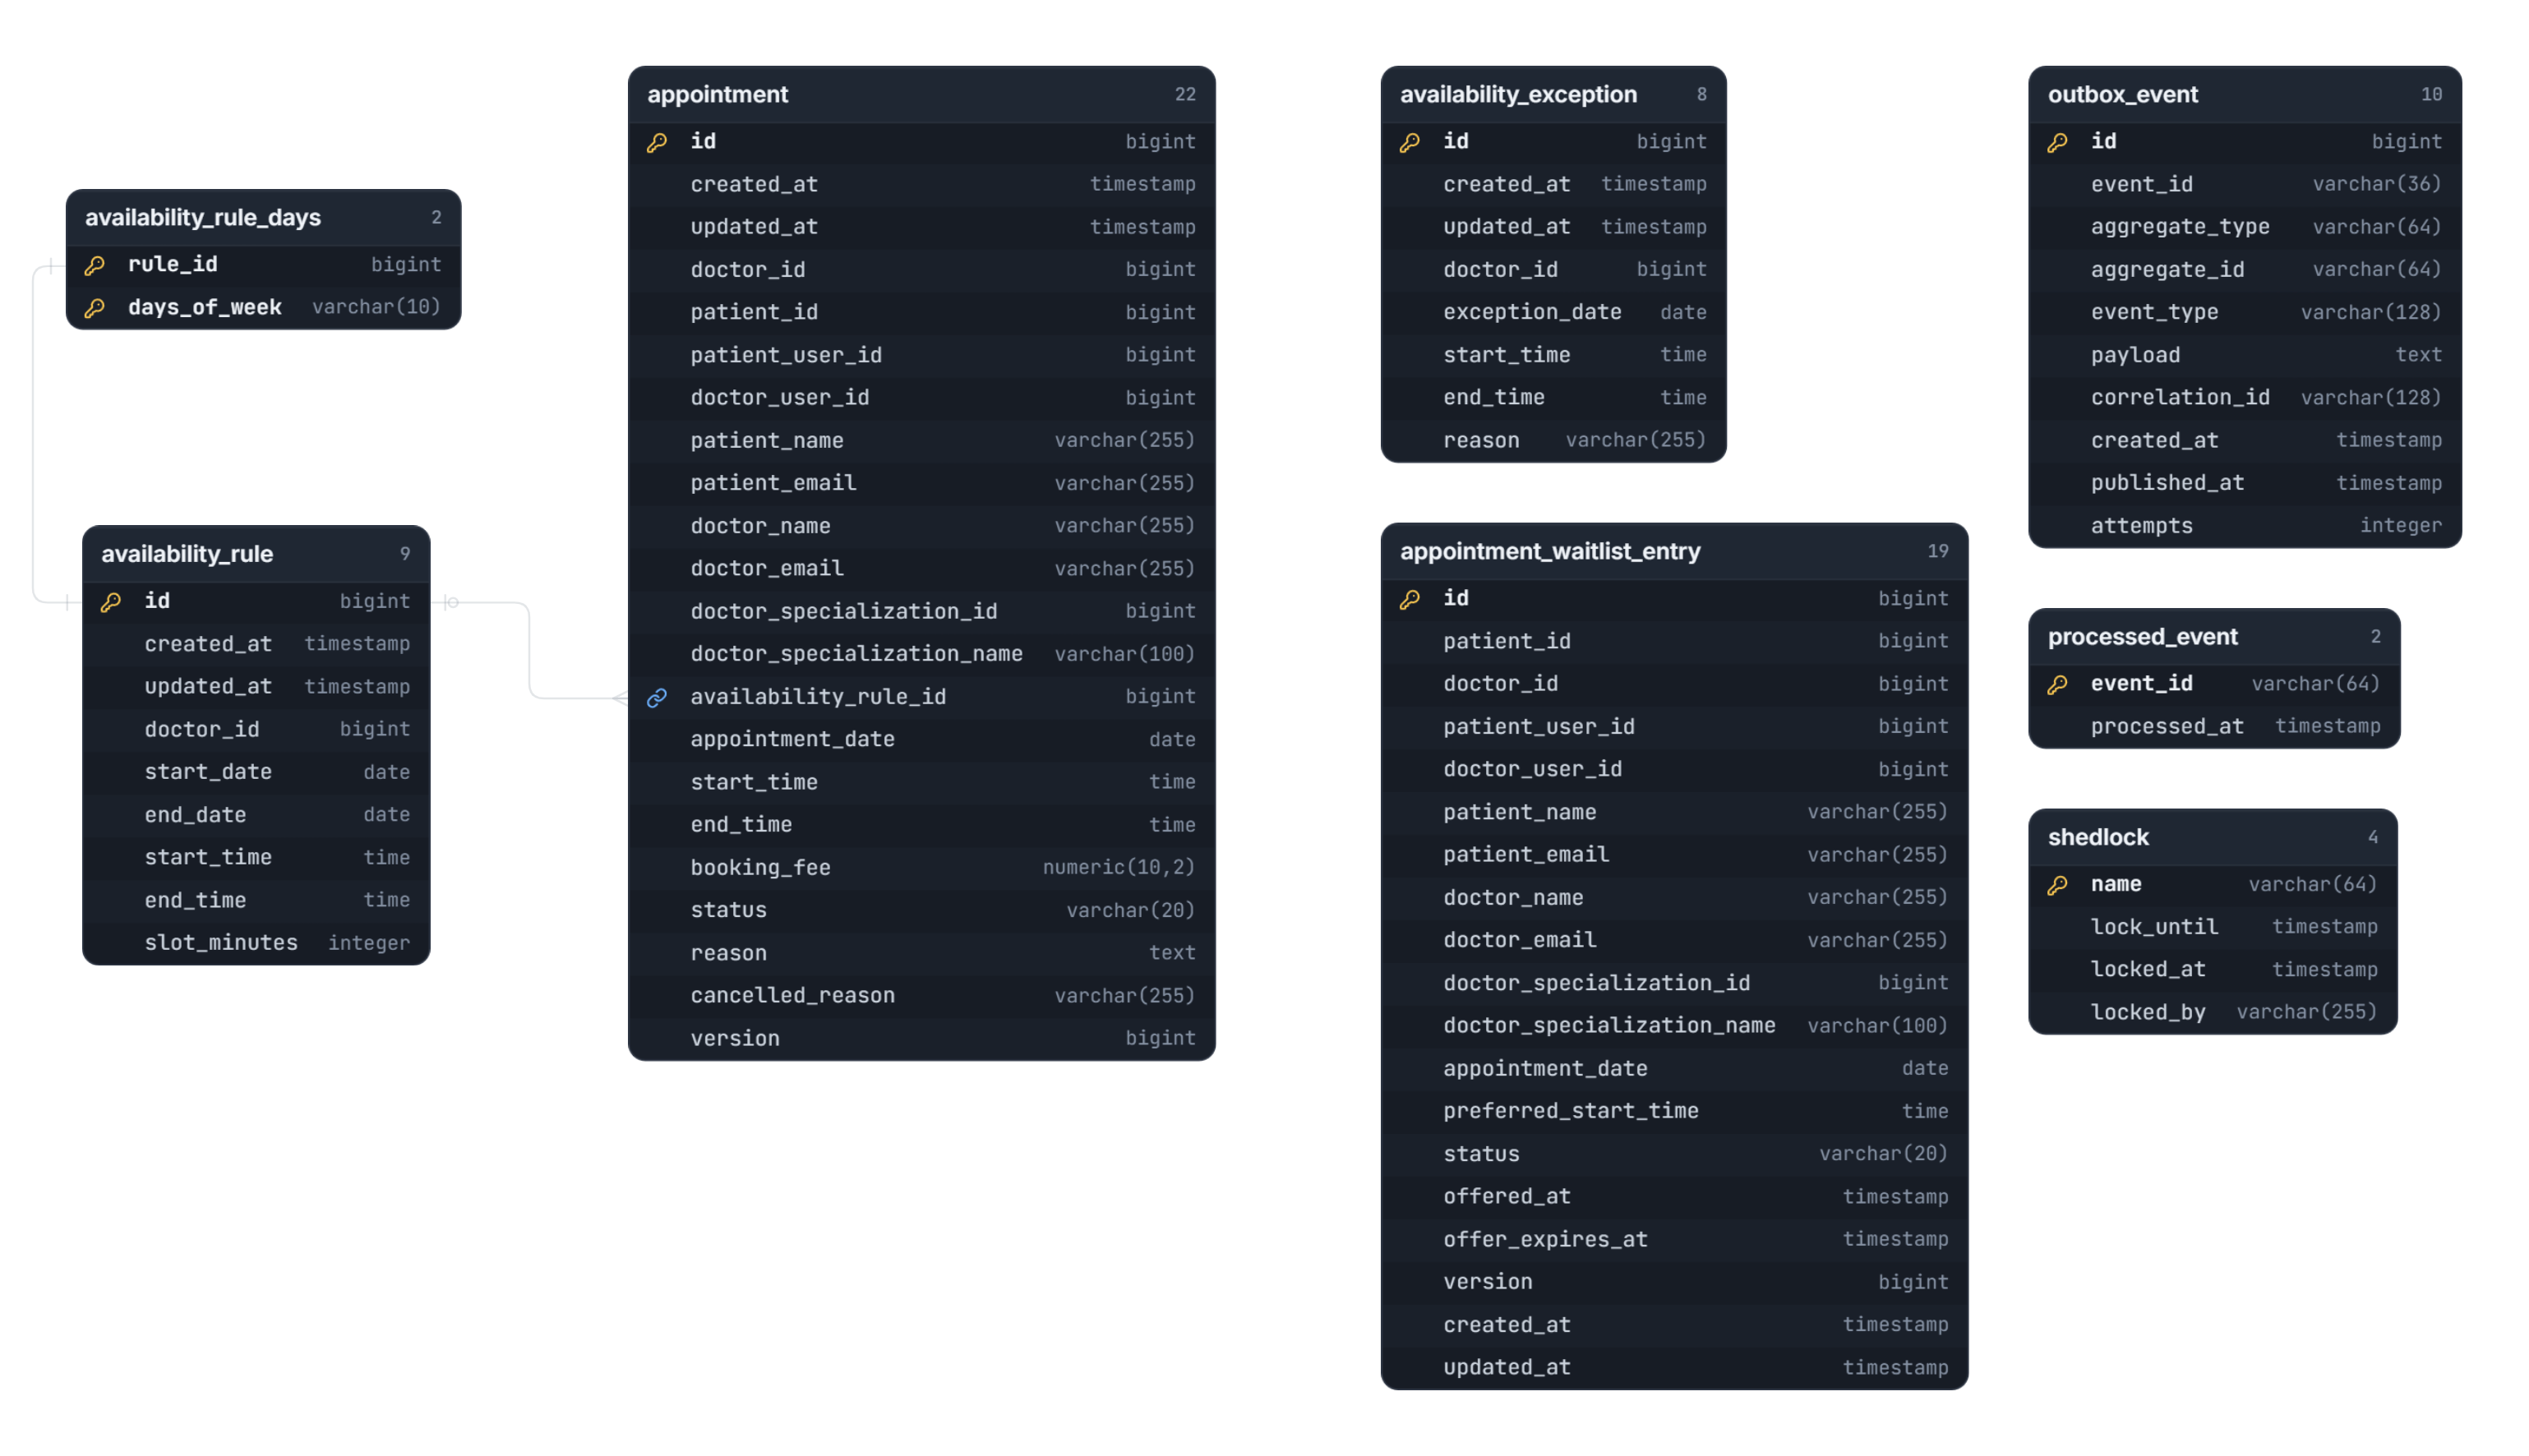 availability_rule_days 2
rule_id bigint
days_of_week varchar(10)
availability_rule 9
id bigint
created_at timestamp
updated_at timestamp
doctor_id bigint
start_date date
end_date date
start_time time
end_time time
slot_minutes integer
appointment 22
id bigint
created_at timestamp
updated_at timestamp
doctor_id bigint
patient_id bigint
patient_user_id bigint
doctor_user_id bigint
patient_name varchar(255)
patient_email varchar(255)
doctor_name varchar(255)
doctor_email varchar(255)
doctor_specialization_id bigint
doctor_specialization_name varchar(100)
availability_rule_id bigint
appointment_date date
start_time time
end_time time
booking_fee numeric(10,2)
status varchar(20)
reason text
cancelled_reason varchar(255)
version bigint
availability_exception 8
id bigint
created_at timestamp
updated_at timestamp
doctor_id bigint
exception_date date
start_time time
end_time time
reason varchar(255)
appointment_waitlist_entry 19
id bigint
patient_id bigint
doctor_id bigint
patient_user_id bigint
doctor_user_id bigint
patient_name varchar(255)
patient_email varchar(255)
doctor_name varchar(255)
doctor_email varchar(255)
doctor_specialization_id bigint
doctor_specialization_name varchar(100)
appointment_date date
preferred_start_time time
status varchar(20)
offered_at timestamp
offer_expires_at timestamp
version bigint
created_at timestamp
updated_at timestamp
outbox_event 10
id bigint
event_id varchar(36)
aggregate_type varchar(64)
aggregate_id varchar(64)
event_type varchar(128)
payload text
correlation_id varchar(128)
created_at timestamp
published_at timestamp
attempts integer
processed_event 2
event_id varchar(64)
processed_at timestamp
shedlock 4
name varchar(64)
lock_until timestamp
locked_at timestamp
locked_by varchar(255)